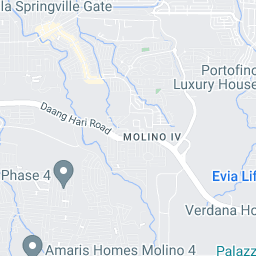 la Springville Gate
Portofino
Luxury House
Daang Hari Road
MOLINO IV
Phase 4
Evia Lif
Verdana Ho
Amaris Homes Molino 4
Palazz